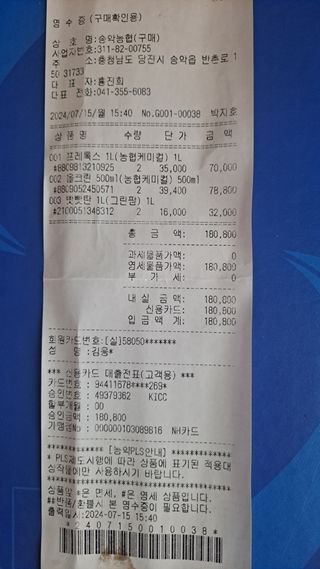 영 수 증 (구매확인용)
상 호 명:송악농협(구매)
사업자번호:311-82-00755
주 소:충청남도 당진시 송악읍 반촌로 1
50 31733
대 표 자:홍진희
대표 전화:041-355-6083
2024/07/15/월 15:40 No.G001-00038 박지호
상 품 명 수량 단 가 금 액
001 프레톡스 1L(농협케미컬) 1L
#8809813210925 2 35,000 70,000
002 올크린 500ml(농협케미컬) 500ml
#8809052450571 2 39,400 78,800
003 1L(그린팜) 1L
#2100051346312 2 16,000 32,000
총 금 액: 180,800
과세물품가액: 0
영세물품가액: 180,800
부 가 세: 0
내 실 금 액: 180,800
신용카드: 180,800
입 금 액 계: 180,800
회원카드번호:[실]58050*******
성 명 :김웅*
*** 신용카드 매출전표(고객용) ***
카드번호 : 94411678****269*
승인번호 : 49379362 KICC
할부개월 : 00
승인금액 : 180,800
가맹점No : 000000103089816 NH카드
*********** [농약PLS안내] ***********
* PLS제도시행에 따라 상품에 표기된 적용대
상작물에만 사용하시기 바랍니다.
상품앞 *은 면세, #은 영세 상품입니다.
##반품/환불시 본 영수증이 필요합니다.
출력일시:2024-07-15 15:40
*240715010038*